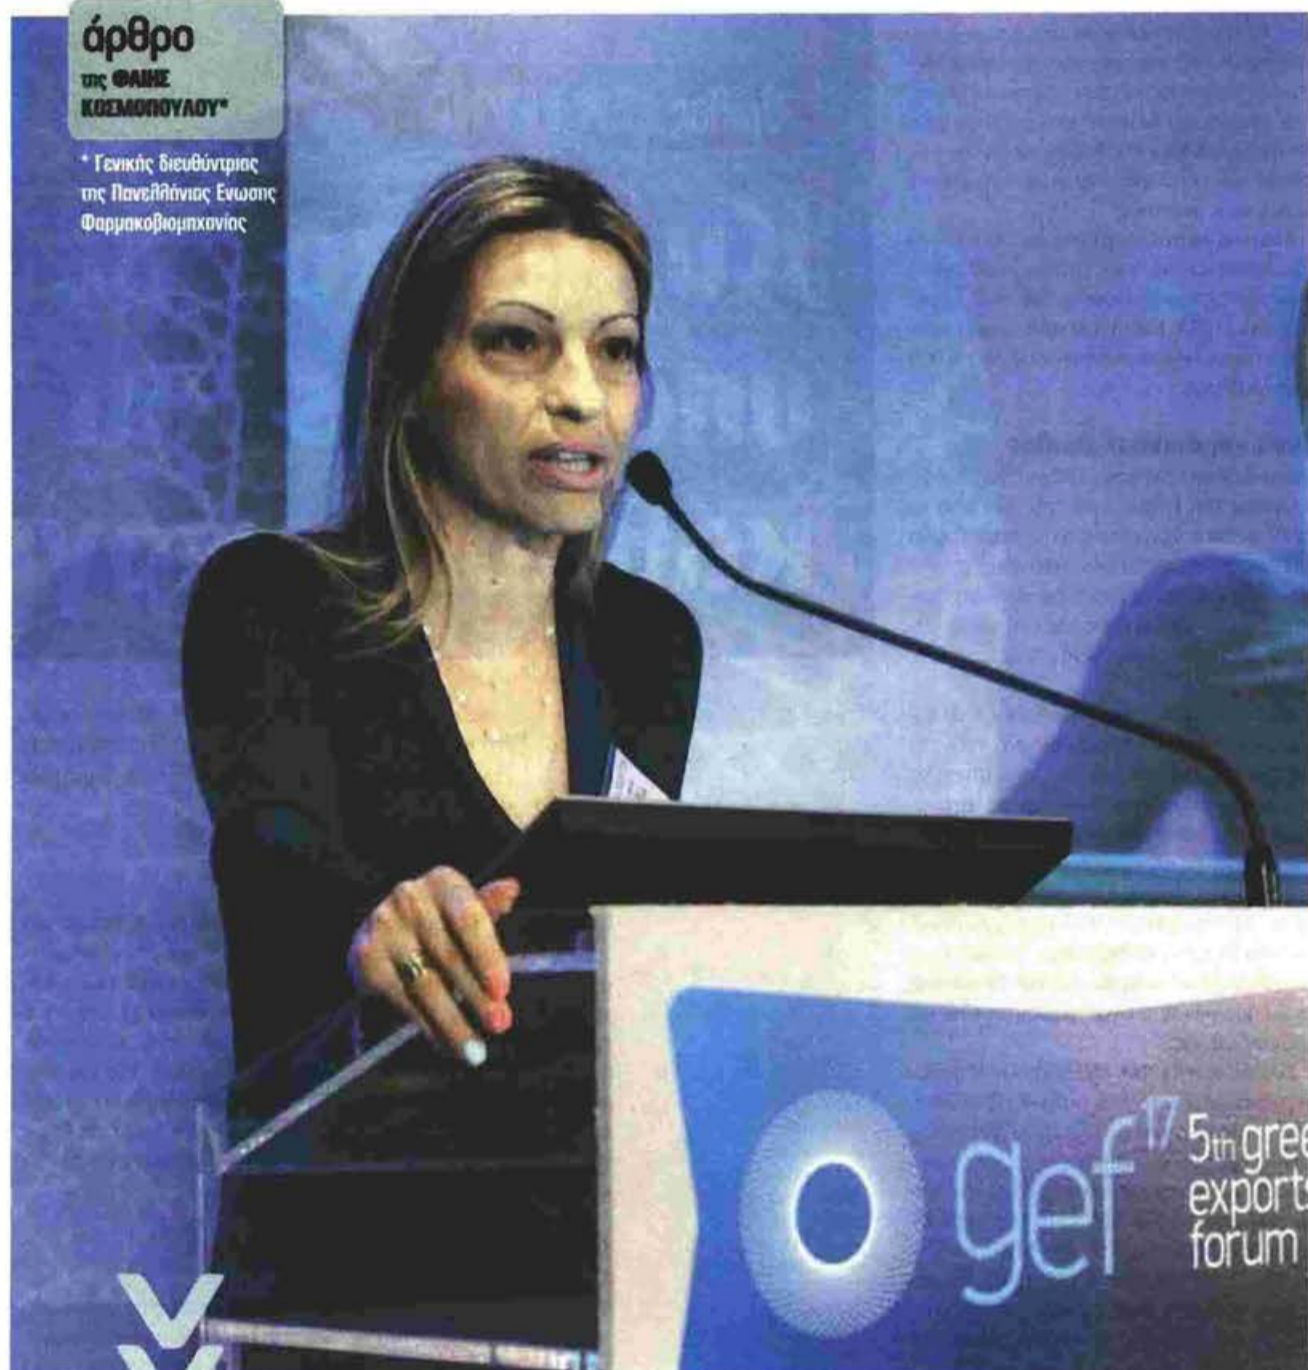 άρθρο
της ΦΑΙΗΣ
ΚΟΣΜΟΠΟΥΛΟΥ*
* Γενικής διευθύντριας
της Πανελλήνιας Ενωσης
Φαρμακοβιομηχανίας
gef 17 5th gree
exports
forum